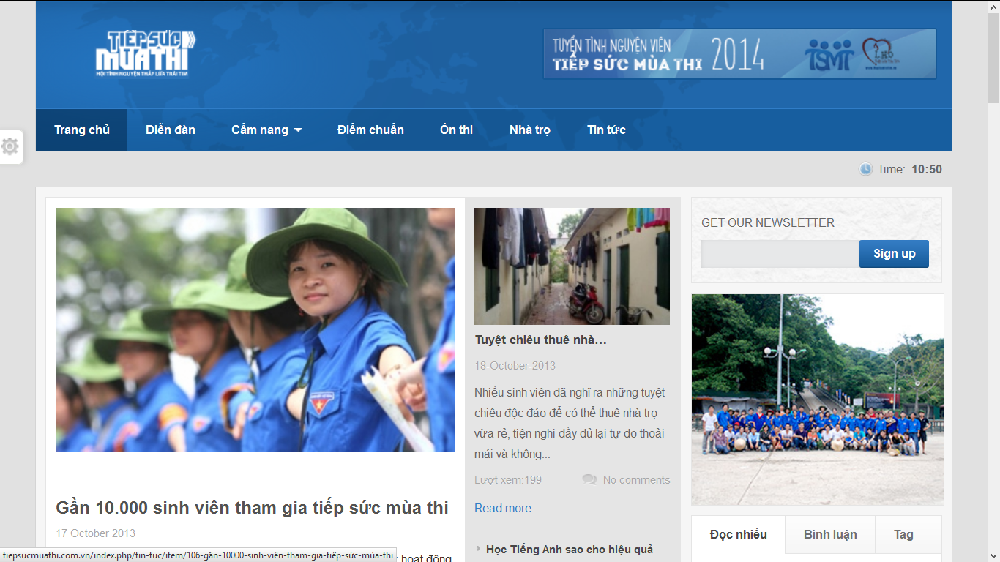 TIẾP SỨC
MÙA THI
HỘI TÌNH NGUYỆN THẮP LỬA TRÁI TIM
TUYỂN TÌNH NGUYỆN VIÊN
TIẾP SỨC MÙA THI
2014
TSMT
LHO
Trang chủ
Diễn đàn
Cẩm nang
Điểm chuẩn
Ôn thi
Nhà trọ
Tin tức
Time: 10:50
GET OUR NEWSLETTER
Sign up
Tuyệt chiêu thuê nhà...
18-October-2013
Nhiều sinh viên đã nghĩ ra những tuyệt
chiêu độc đáo để có thể thuê nhà trọ
vừa rẻ, tiện nghi đầy đủ lại tự do thoải
mái và không...
Lượt xem:199
No comments
Read more
Học Tiếng Anh sao cho hiệu quả
Gần 10.000 sinh viên tham gia tiếp sức mùa thi
17 October 2013
hoạt động
Đọc nhiều
Bình luận
Tag
tiepsucmuathi.com.vn/index.php/tin-tuc/item/106-gần-10000-sinh-viên-tham-gia-tiếp-sức-mùa-thi